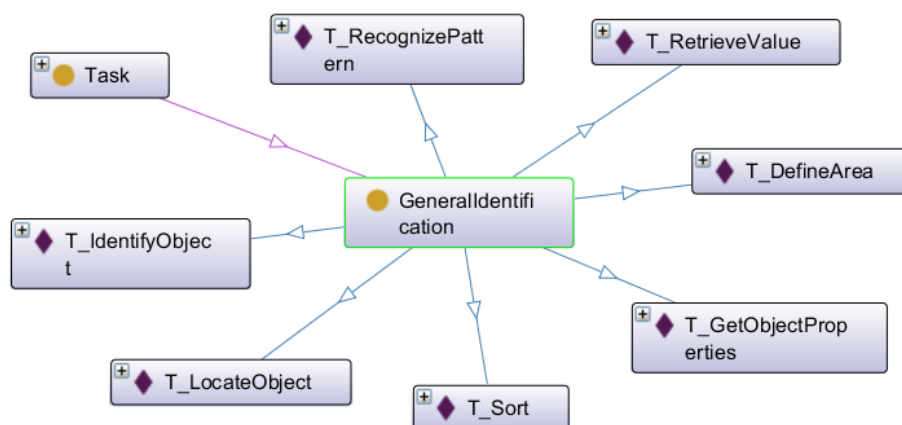 T_RecognizePatt
ern
T_RetrieveValue
Task
T_DefineArea
GeneralIdentifi
cation
T_IdentifyObjec
t
T_GetObjectProp
erties
T_LocateObject
T_Sort